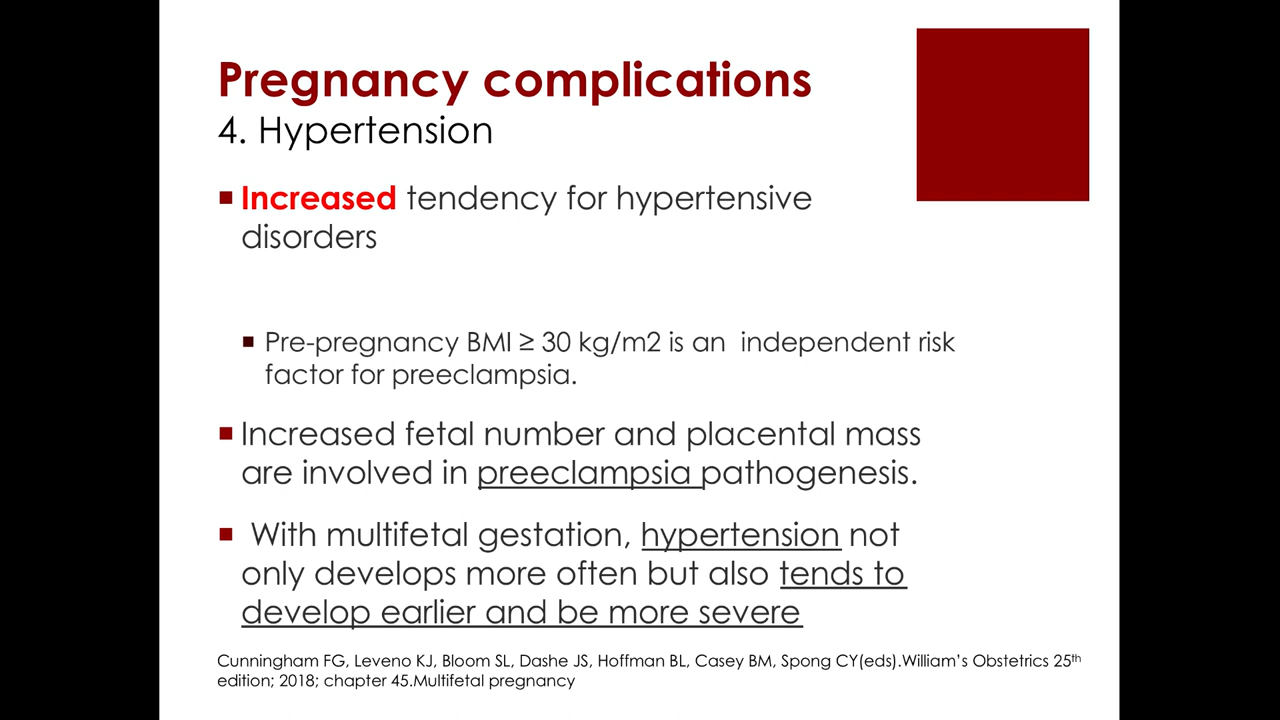 Pregnancy complications
4. Hypertension
Increased tendency for hypertensive
disorders
Pre-pregnancy BMI ≥ 30 kg/m2 is an  independent risk
factor for preeclampsia.
Increased fetal number and placental mass
are involved in preeclampsia pathogenesis.
With multifetal gestation, hypertension not
only develops more often but also tends to
develop earlier and be more severe
Cunningham FG, Leveno KJ, Bloom SL, Dashe JS, Hoffman BL, Casey BM, Spong CY(eds).William’s Obstetrics 25th
edition; 2018; chapter 45.Multifetal pregnancy